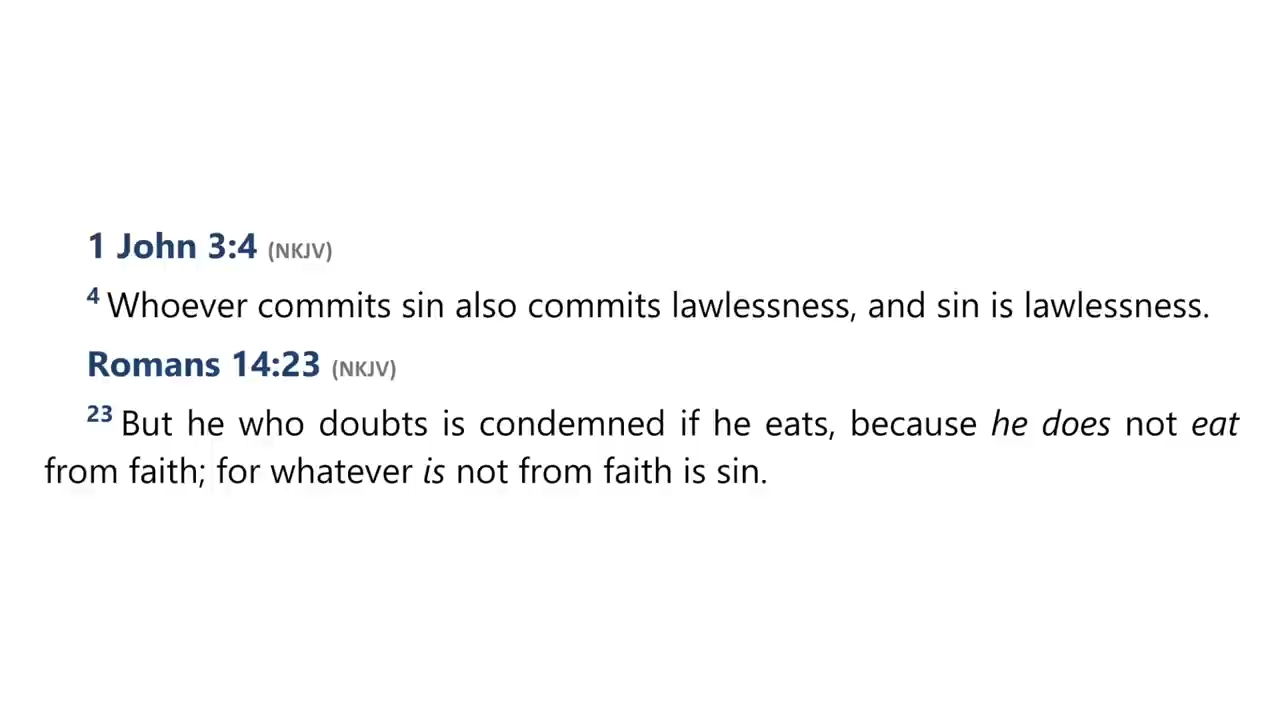 1 John 3:4 (NKJV)
4 Whoever commits sin also commits lawlessness, and sin is lawlessness.
Romans 14:23 (NKJV)
23 But he who doubts is condemned if he eats, because he does not eat
from faith; for whatever is not from faith is sin.